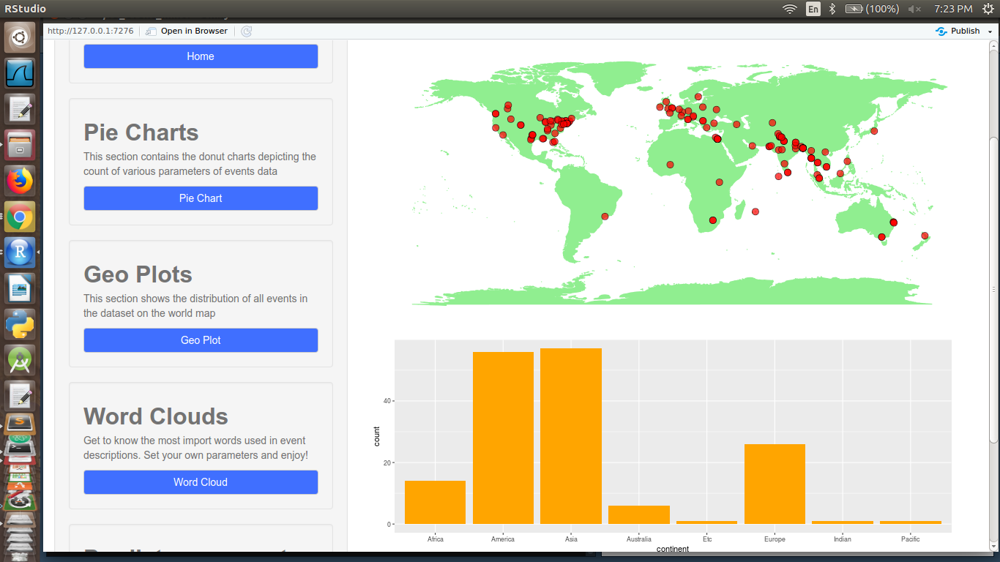 RStudio
En
(100%)
7:23 PM
http://127.0.0.1:7276
Open in Browser
Publish
Home
Pie Charts
This section contains the donut charts depicting the
count of various parameters of events data
Pie Chart
Geo Plots
This section shows the distribution of all events in
the dataset on the world map
Geo Plot
Word Clouds
Get to know the most import words used in event
descriptions. Set your own parameters and enjoy!
Word Cloud
count
40
20
0
Africa
America
Asia
Australia
Etc
Europe
Indian
Pacific
continent